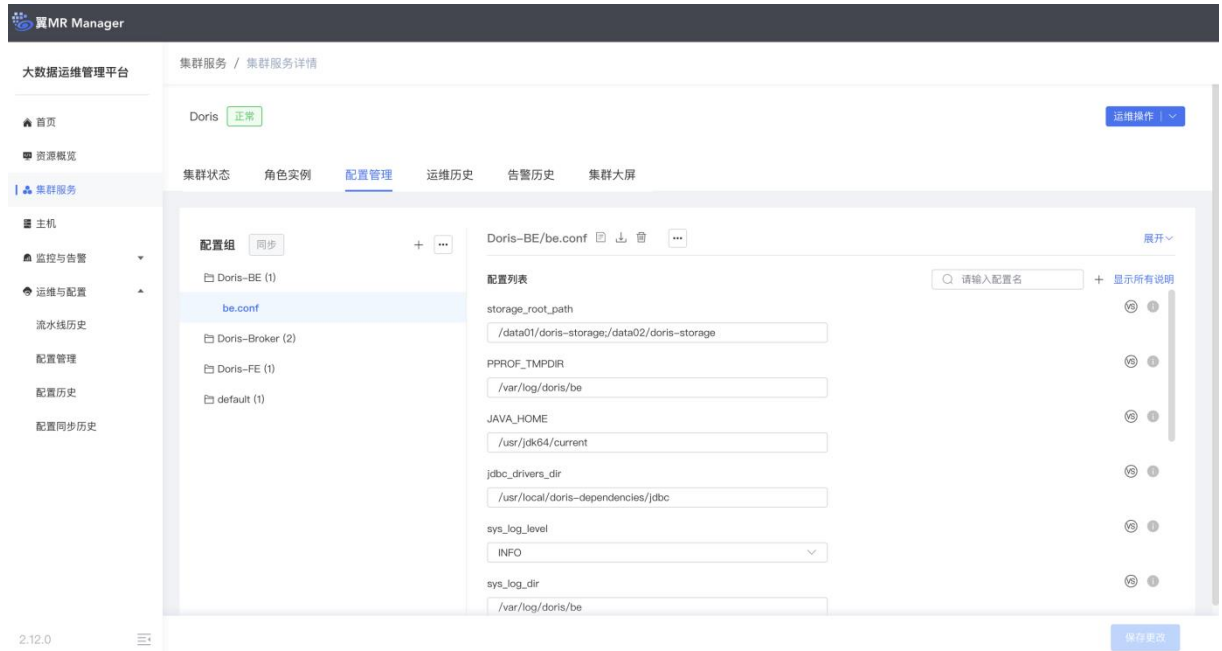 翼MR Manager
大数据运维管理平台
首页
资源概览
集群服务
主机
监控与告警
运维与配置
流水线历史
配置管理
配置历史
配置同步历史
2.12.0
集群服务 / 集群服务详情
Doris 正常
运维操作
集群状态 角色实例 配置管理 运维历史 告警历史 集群大屏
配置组 同步
Doris-BE (1)
be.conf
Doris-Broker (2)
Doris-FE (1)
default (1)
Doris-BE/be.conf
展开
配置列表 请输入配置名 显示所有说明
storage_root_path
/data01/doris-storage;/data02/doris-storage
PPROF_TMPDIR
/var/log/doris/be
JAVA_HOME
/usr/jdk64/current
jdbc_drivers_dir
/usr/local/doris-dependencies/jdbc
sys_log_level
INFO
sys_log_dir
/var/log/doris/be
VS
VS
VS
VS
VS
VS
保存更改